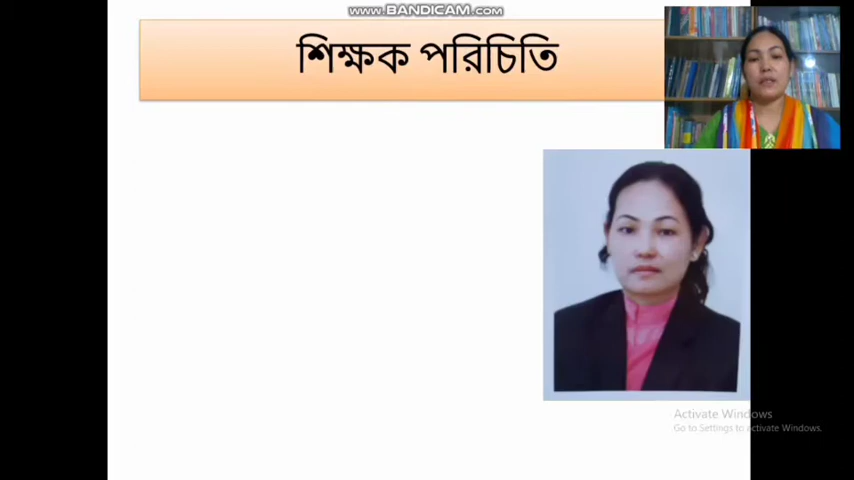 www.BANDICAM.com
শিক্ষক পরিচিতি
Activate Windows
Go to Settings to activate Windows.